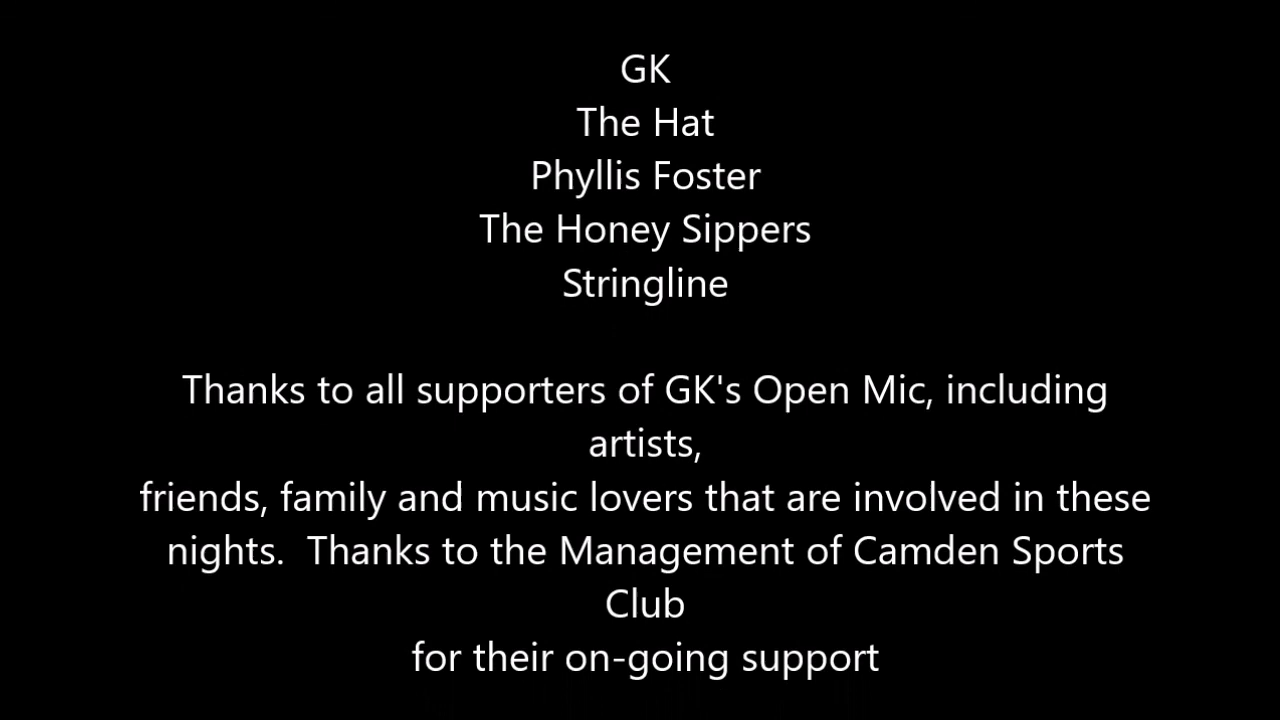 GK
The Hat
Phyllis Foster
The Honey Sippers
Stringline
Thanks to all supporters of GK's Open Mic, including
artists,
friends, family and music lovers that are involved in these
nights.  Thanks to the Management of Camden Sports
Club
for their on-going support